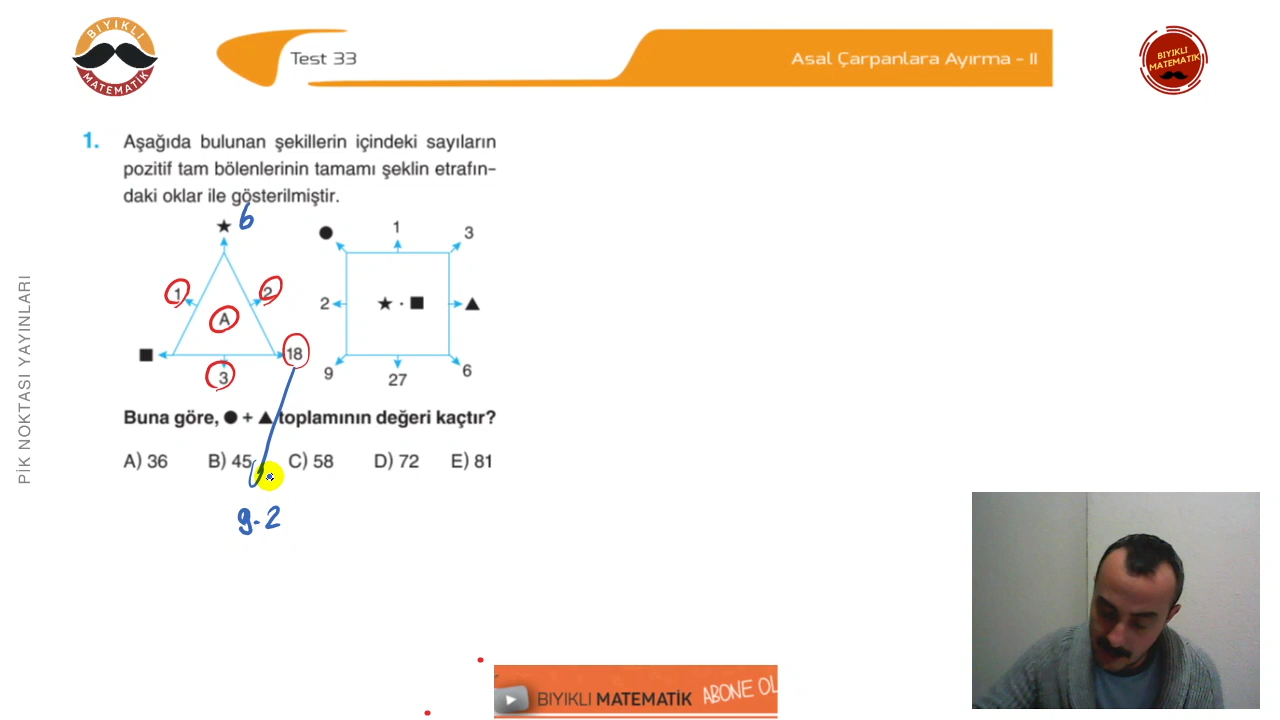 BIYIKLI
MATEMATİK
Test 33
Asal Çarpanlara Ayırma - II
BIYIKLI
MATEMATİK
PİK NOKTASI YAYINLARI
1. Aşağıda bulunan şekillerin içindeki sayıların
pozitif tam bölenlerinin tamamı şeklin etrafın-
daki oklar ile gösterilmiştir.
★ 6
1 2
A
■ 18
3
● 1 3
2 ★ · ■ ▲
9 27 6
Buna göre, ● + ▲ toplamının değeri kaçtır?
A) 36 B) 45 C) 58 D) 72 E) 81
9·2
BIYIKLI MATEMATİK ABONE OL